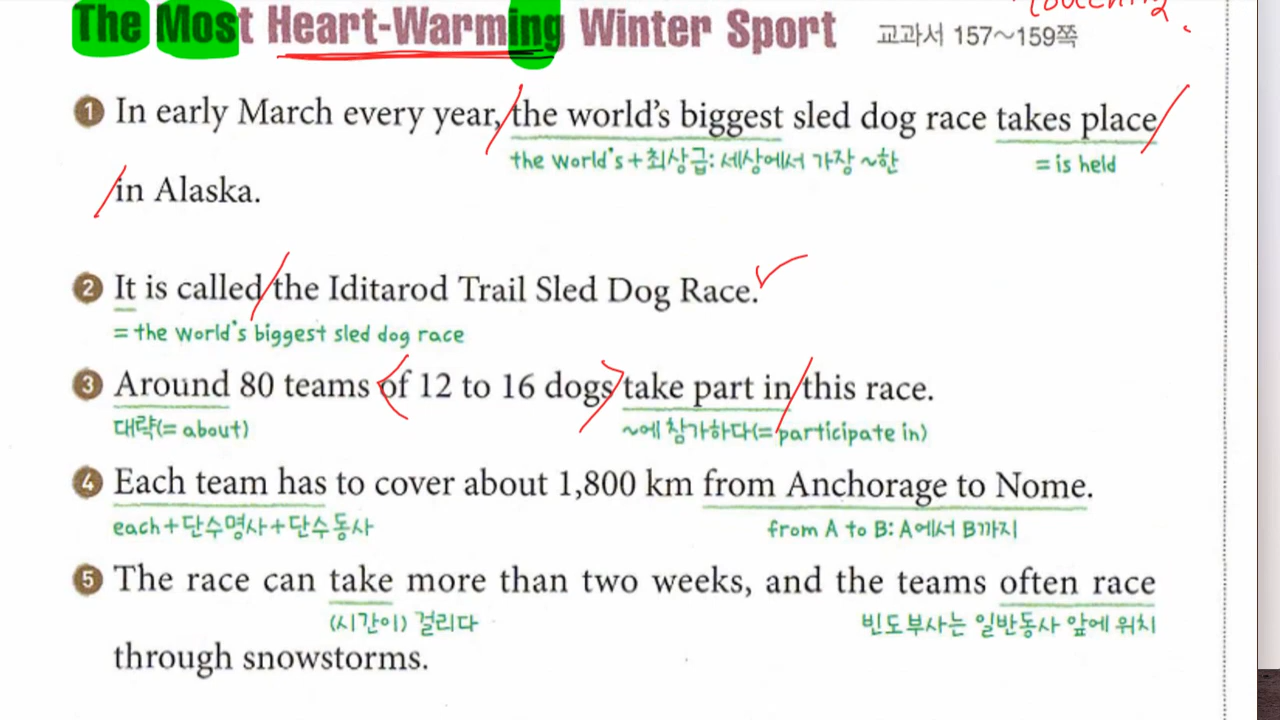 touching
The Most Heart-Warming Winter Sport 교과서 157~159쪽
1 In early March every year, the world's biggest sled dog race takes place
the world's+최상급: 세상에서 가장 ~한 = is held
in Alaska.
2 It is called the Iditarod Trail Sled Dog Race.
= the world's biggest sled dog race
3 Around 80 teams of 12 to 16 dogs take part in this race.
대략(= about) ~에 참가하다(= participate in)
4 Each team has to cover about 1,800 km from Anchorage to Nome.
each+단수명사+단수동사 from A to B: A에서 B까지
5 The race can take more than two weeks, and the teams often race
(시간이) 걸리다 빈도부사는 일반동사 앞에 위치
through snowstorms.